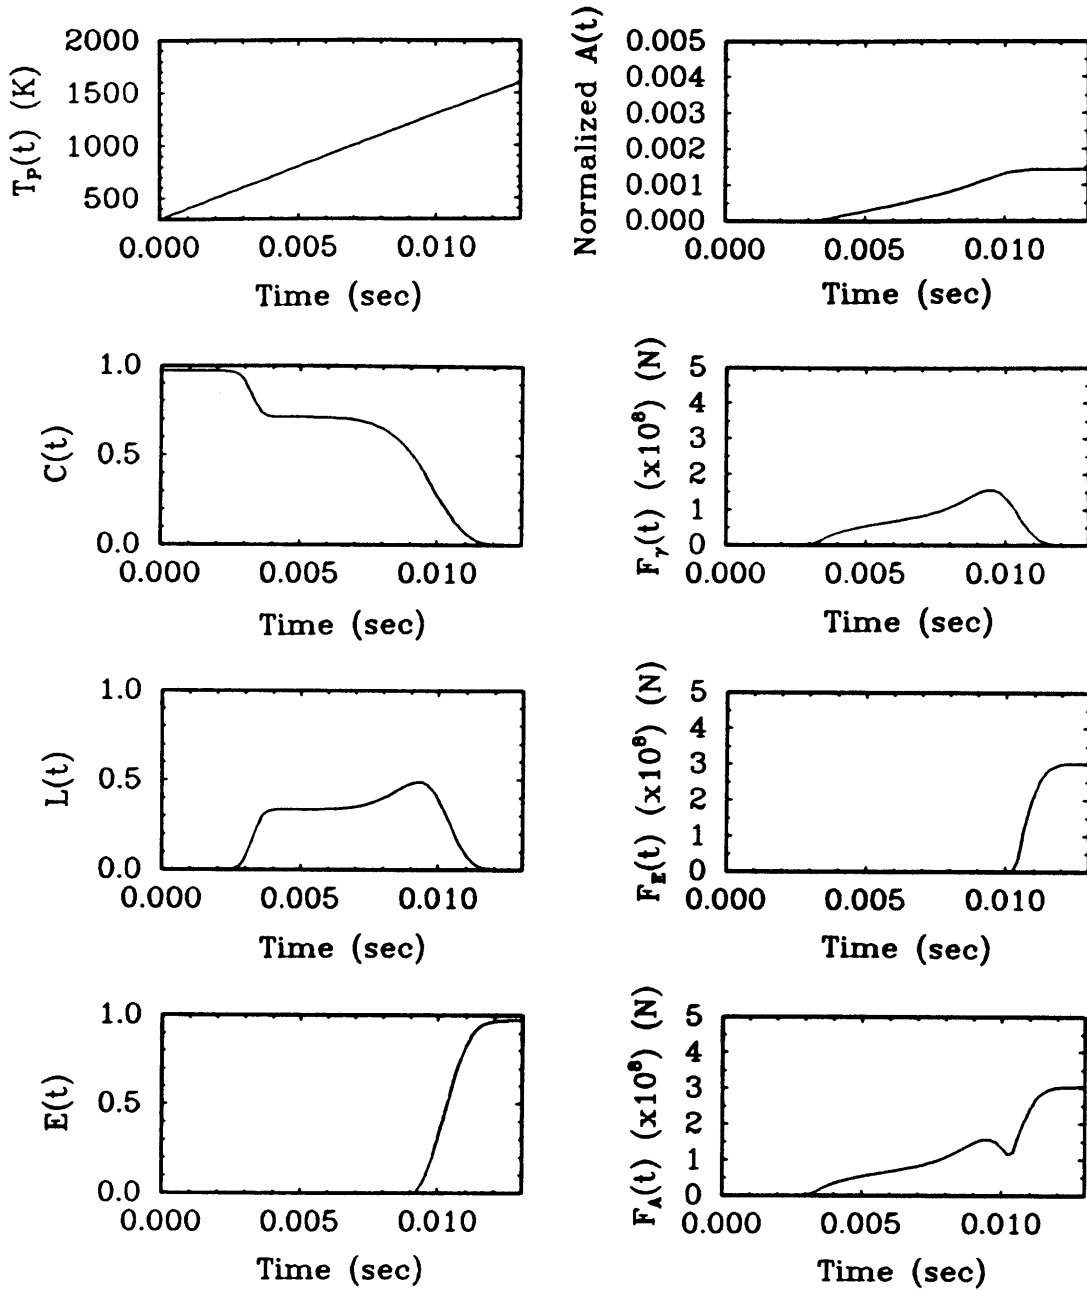 T_P(t) (K)
2000
1500
1000
500
0.000 0.005 0.010
Time (sec)
Normalized A(t)
0.005
0.004
0.003
0.002
0.001
0.000
0.000 0.005 0.010
Time (sec)
C(t)
1.0
0.5
0.0
0.000 0.005 0.010
Time (sec)
F_γ(t) (x10⁸) (N)
5
4
3
2
1
0
0.000 0.005 0.010
Time (sec)
L(t)
1.0
0.5
0.0
0.000 0.005 0.010
Time (sec)
F_E(t) (x10⁸) (N)
5
4
3
2
1
0
0.000 0.005 0.010
Time (sec)
E(t)
1.0
0.5
0.0
0.000 0.005 0.010
Time (sec)
F_A(t) (x10⁸) (N)
5
4
3
2
1
0
0.000 0.005 0.010
Time (sec)